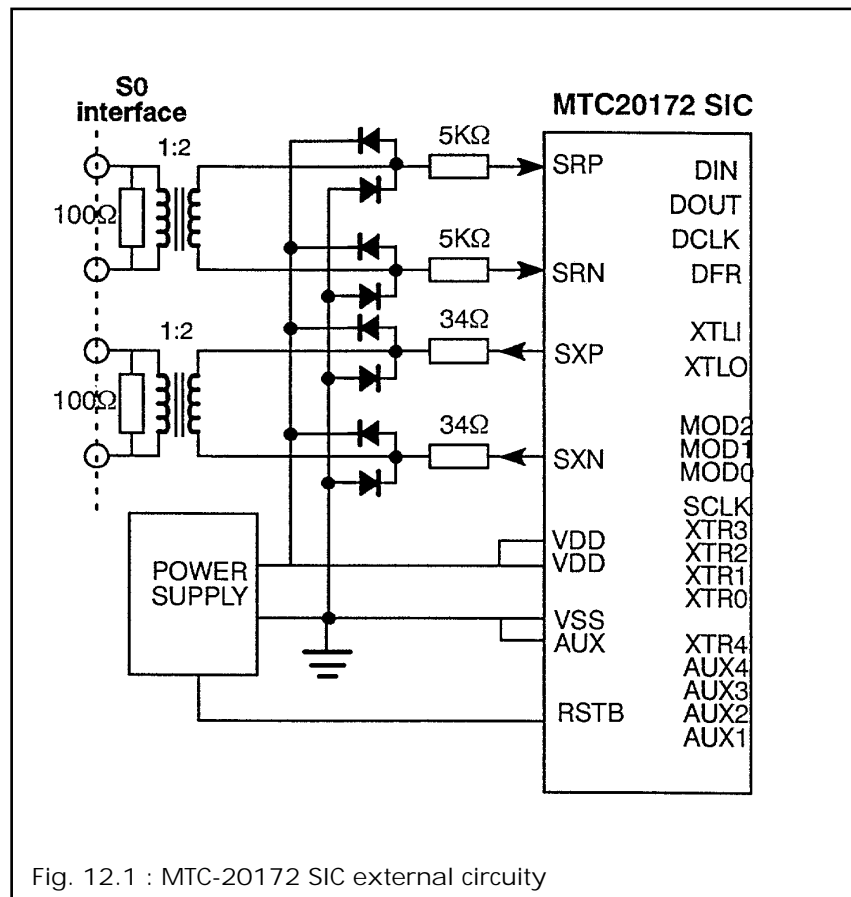 S0
interface
MTC20172 SIC
1:2
5KΩ
SRP
DIN
100Ω
DOUT
DCLK
5KΩ
SRN
DFR
1:2
34Ω
SXP
XTLI
XTLO
100Ω
34Ω
SXN
MOD2
MOD1
MOD0
SCLK
XTR3
XTR2
XTR1
XTR0
POWER
SUPPLY
VDD
VDD
VSS
AUX
XTR4
AUX4
AUX3
AUX2
AUX1
RSTB
Fig. 12.1 : MTC-20172 SIC external circuity